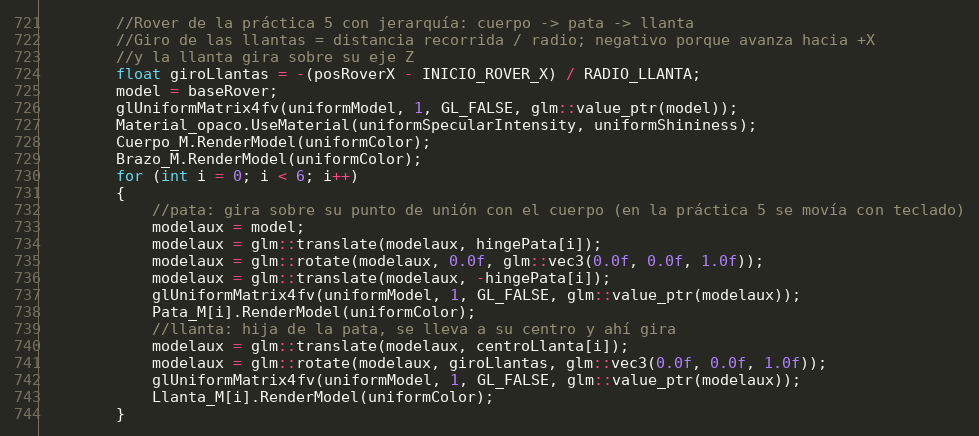 721 //Rover de la práctica 5 con jerarquía: cuerpo -> pata -> llanta
722 //Giro de las llantas = distancia recorrida / radio; negativo porque avanza hacia +X
723 //y la llanta gira sobre su eje Z
724 float giroLlantas = -(posRoverX - INICIO_ROVER_X) / RADIO_LLANTA;
725 model = baseRover;
726 glUniformMatrix4fv(uniformModel, 1, GL_FALSE, glm::value_ptr(model));
727 Material_opaco.UseMaterial(uniformSpecularIntensity, uniformShininess);
728 Cuerpo_M.RenderModel(uniformColor);
729 Brazo_M.RenderModel(uniformColor);
730 for (int i = 0; i < 6; i++)
731 {
732 //pata: gira sobre su punto de unión con el cuerpo (en la práctica 5 se movía con teclado)
733 modelaux = model;
734 modelaux = glm::translate(modelaux, hingePata[i]);
735 modelaux = glm::rotate(modelaux, 0.0f, glm::vec3(0.0f, 0.0f, 1.0f));
736 modelaux = glm::translate(modelaux, -hingePata[i]);
737 glUniformMatrix4fv(uniformModel, 1, GL_FALSE, glm::value_ptr(modelaux));
738 Pata_M[i].RenderModel(uniformColor);
739 //llanta: hija de la pata, se lleva a su centro y ahí gira
740 modelaux = glm::translate(modelaux, centroLlanta[i]);
741 modelaux = glm::rotate(modelaux, giroLlantas, glm::vec3(0.0f, 0.0f, 1.0f));
742 glUniformMatrix4fv(uniformModel, 1, GL_FALSE, glm::value_ptr(modelaux));
743 Llanta_M[i].RenderModel(uniformColor);
744 }